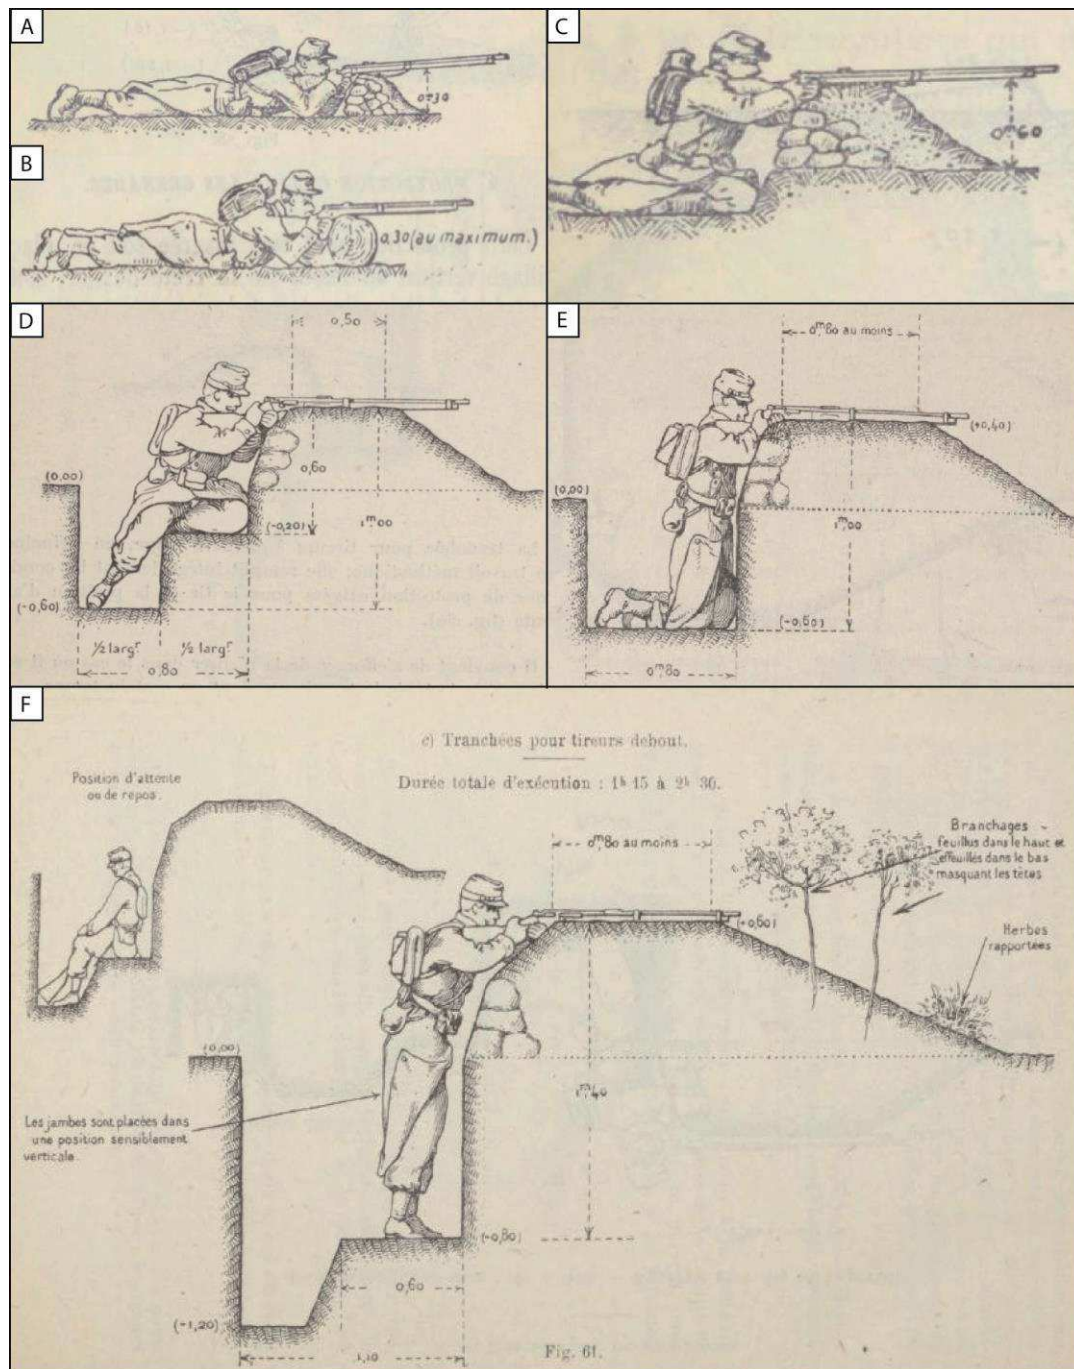 A
0m30
B
0,30 (au maximum.)
C
0m60
D
0,50
(0,00)
0,60
(-0,20)
1m00
(-0,60)
½ largr ½ largr
0,80
E
0m80 au moins
(+0,40)
(0,00)
1m00
(-0,60)
0m80
F
c) Tranchées pour tireurs debout.
Position d'attente
ou de repos.
Durée totale d'exécution : 1h 15 à 2h 30.
0m80 au moins
Branchages -
feuillus dans le haut et
effeuillés dans le bas
masquant les têtes
(+0,60)
Herbes
rapportées
(0,00)
1m40
Les jambes sont placées dans
une position sensiblement
verticale.
(-0,80)
0,60
(-1,20)
1,10
Fig. 61.